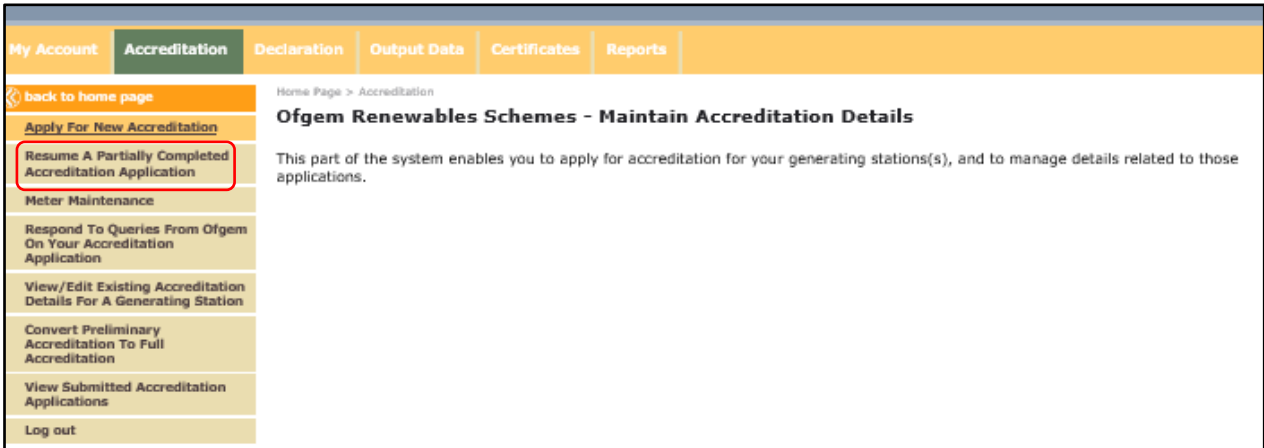 My Account Accreditation Declaration Output Data Certificates Reports
back to home page
Apply For New Accreditation
Resume A Partially Completed
Accreditation Application
Meter Maintenance
Respond To Queries From Ofgem
On Your Accreditation
Application
View/Edit Existing Accreditation
Details For A Generating Station
Convert Preliminary
Accreditation To Full
Accreditation
View Submitted Accreditation
Applications
Log out
Home Page > Accreditation
Ofgem Renewables Schemes - Maintain Accreditation Details
This part of the system enables you to apply for accreditation for your generating stations(s), and to manage details related to those
applications.